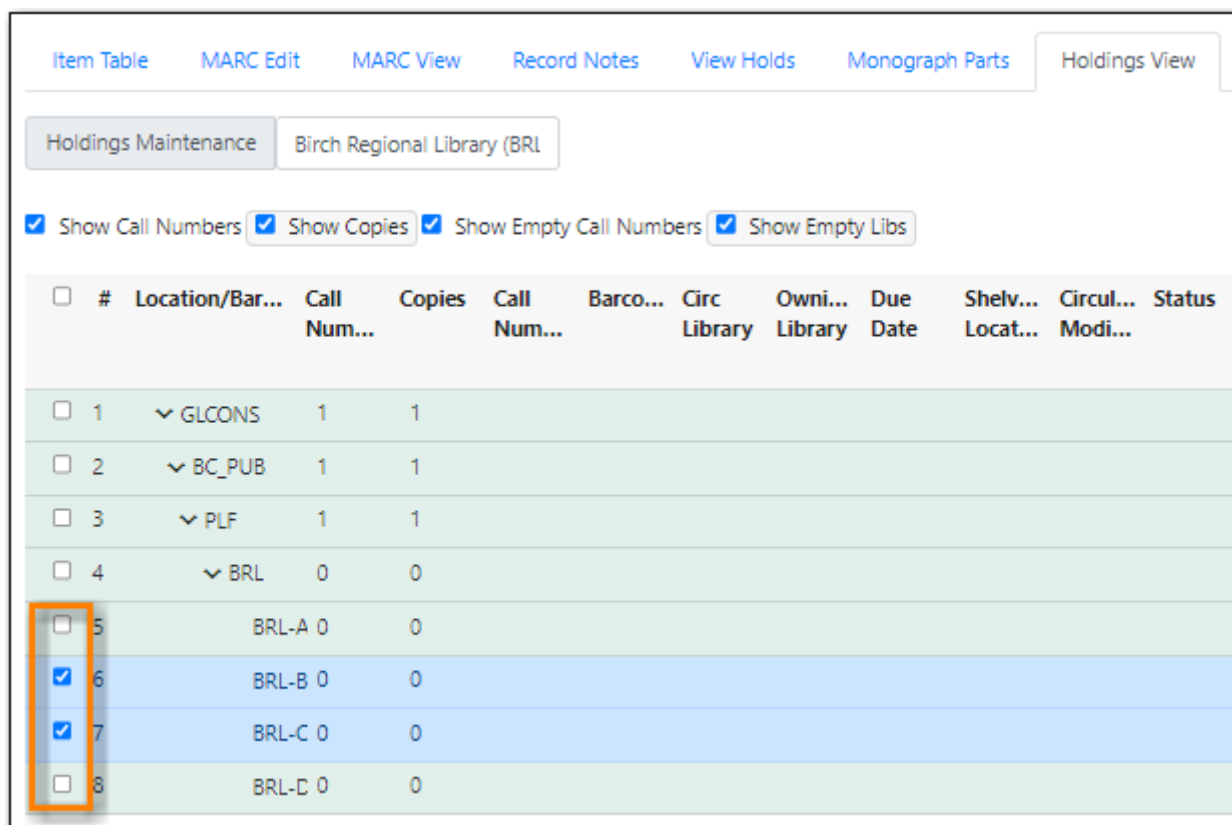 Item Table MARC Edit MARC View Record Notes View Holds Monograph Parts Holdings View
Holdings Maintenance Birch Regional Library (BRL
Show Call Numbers Show Copies Show Empty Call Numbers Show Empty Libs
# Location/Bar... Call Num... Copies Call Num... Barco... Circ Library Owni... Library Due Date Shelv... Locat... Circul... Modi... Status
1 GLCONS 1 1
2 BC_PUB 1 1
3 PLF 1 1
4 BRL 0 0
5 BRL-A 0 0
6 BRL-B 0 0
7 BRL-C 0 0
8 BRL-D 0 0